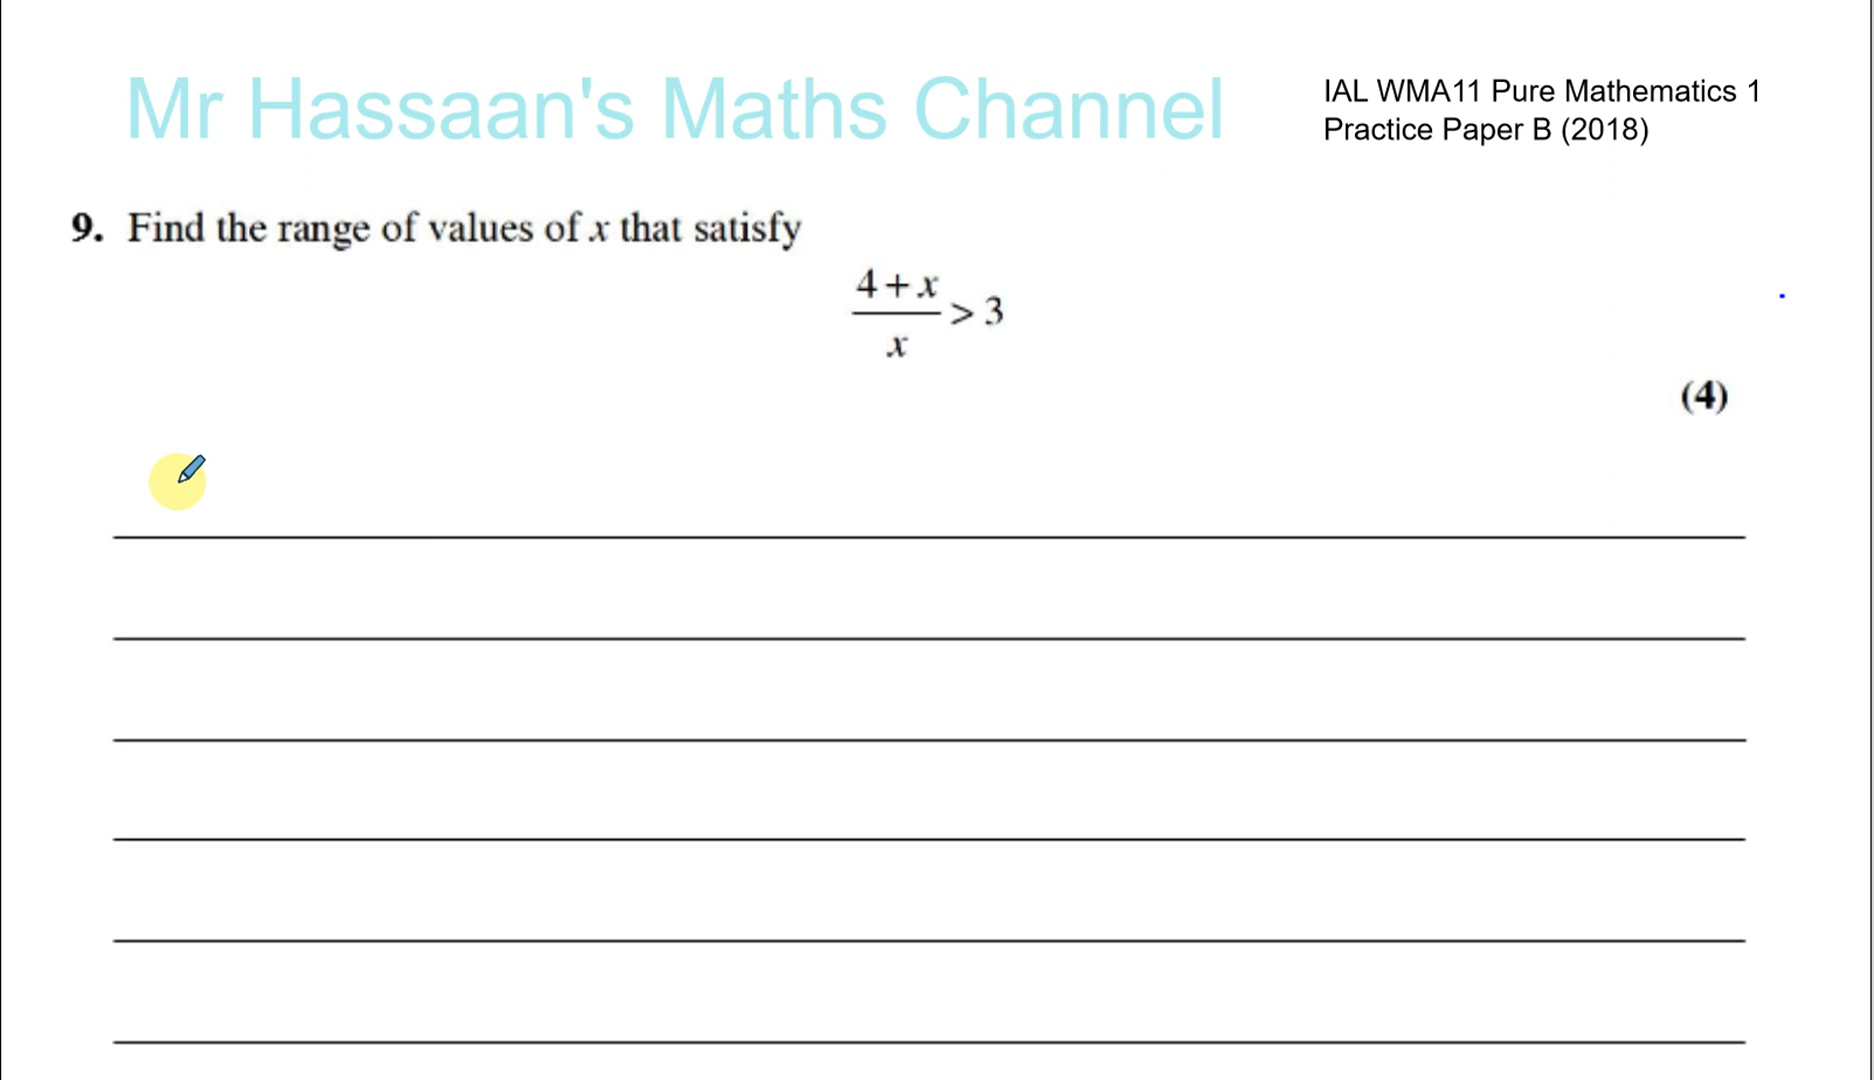 Mr Hassaan's Maths Channel
IAL WMA11 Pure Mathematics 1
Practice Paper B (2018)
9. Find the range of values of x that satisfy
4 + x
x
> 3
(4)